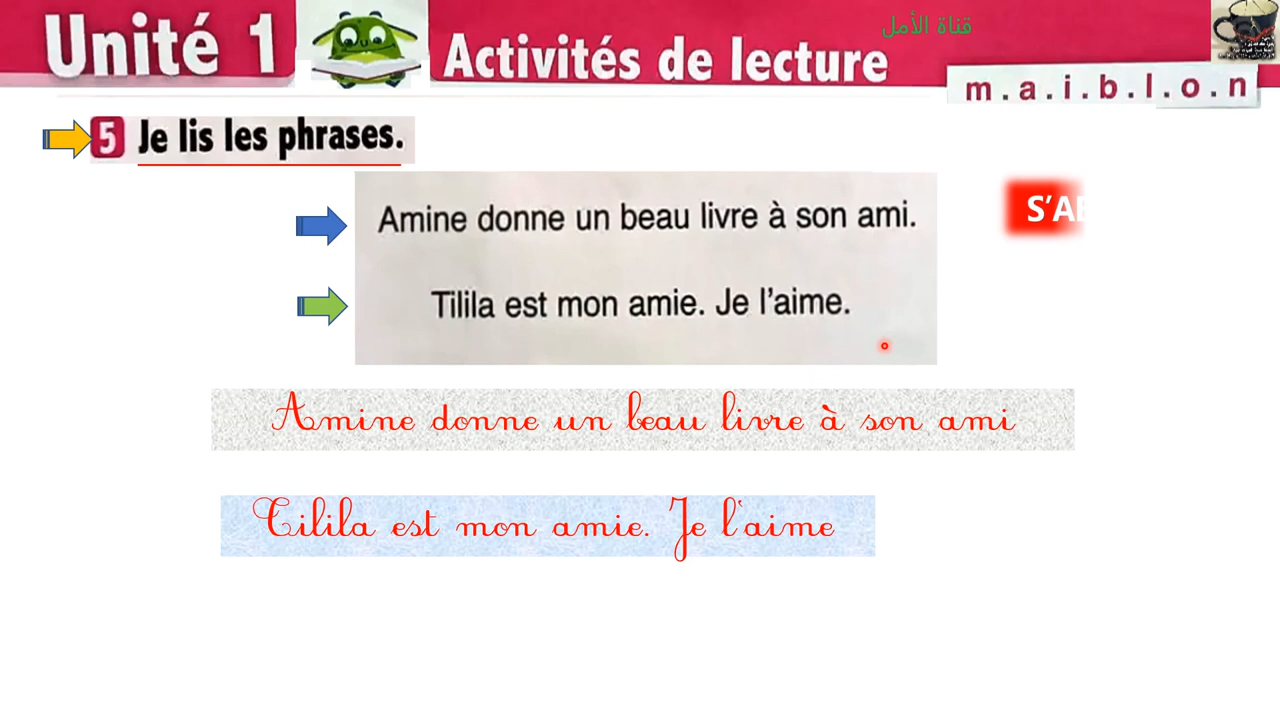 Unité 1
Activités de lecture
قناة الأمل
m.a.i.b.l.o.n
5 Je lis les phrases.
Amine donne un beau livre à son ami.
S'A
Tilila est mon amie. Je l'aime.
Amine donne un beau livre à son ami
Tilila est mon amie. Je l'aime